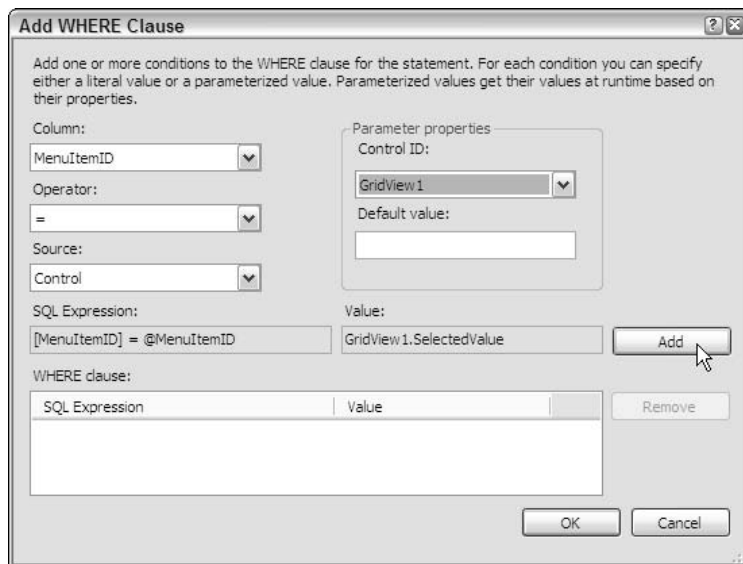 Add WHERE Clause
Add one or more conditions to the WHERE clause for the statement. For each condition you can specify
either a literal value or a parameterized value. Parameterized values get their values at runtime based on
their properties.
Column:
MenuItemID
Operator:
=
Source:
Control
Parameter properties
Control ID:
GridView1
Default value:
SQL Expression:
[MenuItemID] = @MenuItemID
Value:
GridView1.SelectedValue
Add
WHERE clause:
SQL Expression
Value
Remove
OK
Cancel